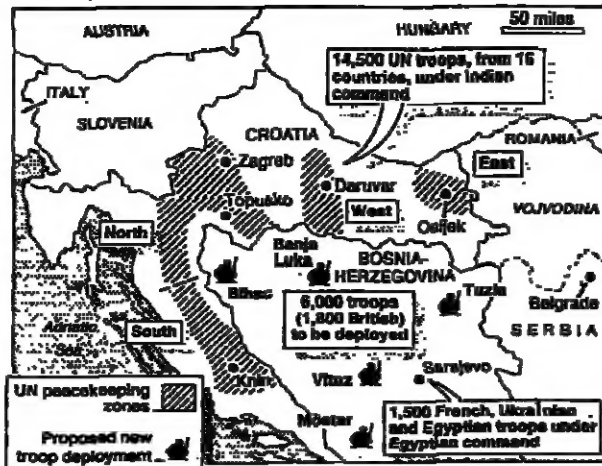 AUSTRIA
HUNGARY
50 miles
14,500 UN troops, from 16
countries, under Indian
command
ITALY
SLOVENIA
CROATIA
ROMANIA
Zagreb
East
Daruvar
Topusko
West
Osijek
VOJVODINA
North
Banja
Luka
BOSNIA-
HERZEGOVINA
Bihac
Tuzla
6,000 troops
(1,800 British)
to be deployed
Belgrade
SERBIA
Adriatic
Sea
South
Knin
Vitez
Sarajevo
UN peacekeeping
zones
1,500 French, Ukrainian
and Egyptian troops under
Egyptian command
Mostar
Proposed new
troop deployment